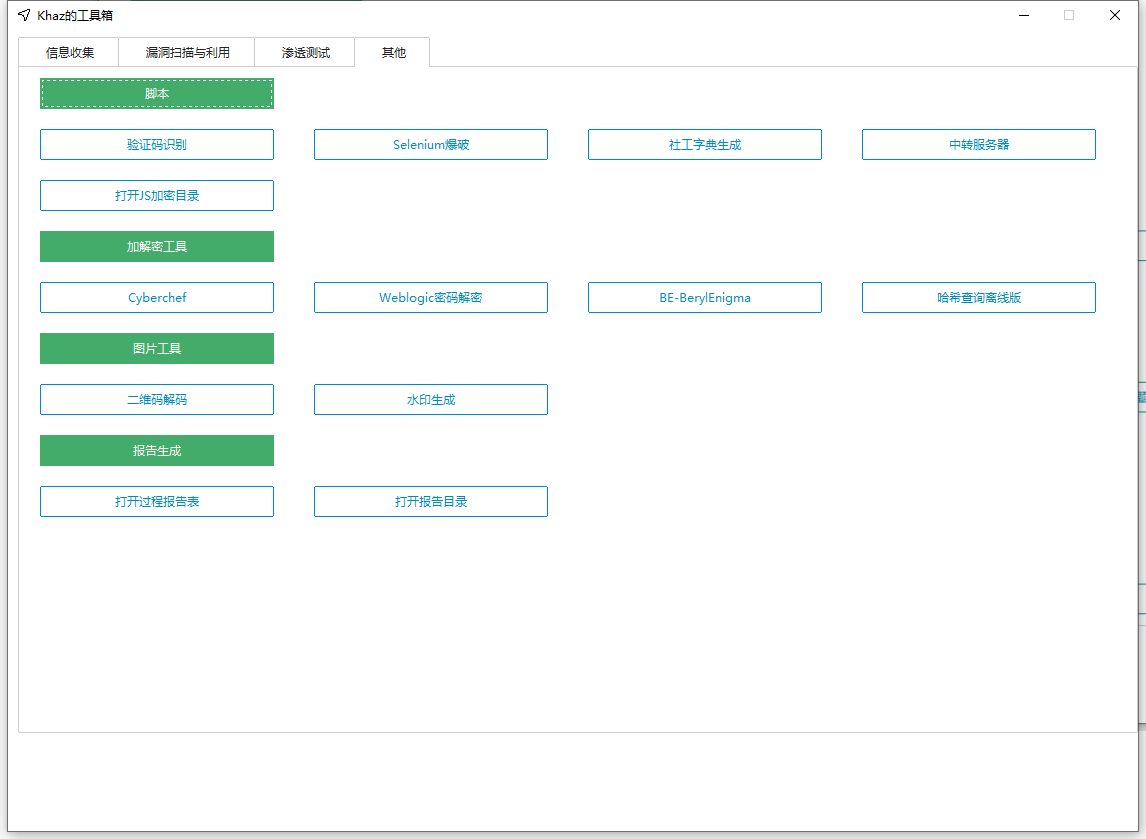 Khaz的工具箱
信息收集 漏洞扫描与利用 渗透测试 其他
脚本
验证码识别 Selenium爆破 社工字典生成 中转服务器
打开JS加密目录
加解密工具
Cyberchef Weblogic密码解密 BE-BerylEnigma 哈希查询离线版
图片工具
二维码解码 水印生成
报告生成
打开过程报告表 打开报告目录